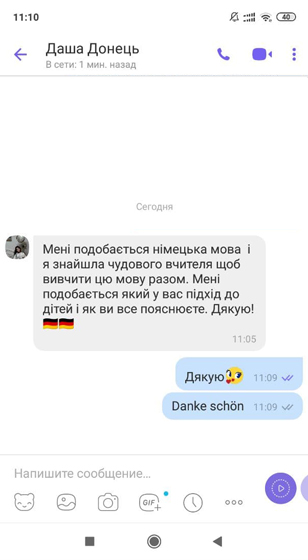 11:10
40
Даша Донець
В сети: 1 мин. назад
Сегодня
Мені подобається німецька мова і
я знайшла чудового вчителя щоб
вивчити цю мову разом. Мені
подобається який у вас підхід до
дітей і як ви все пояснюєте. Дякую!
🇩🇪🇩🇪
11:05
Дякую😘 11:09
Danke schön 11:09
Напишите сообщение...
GIF